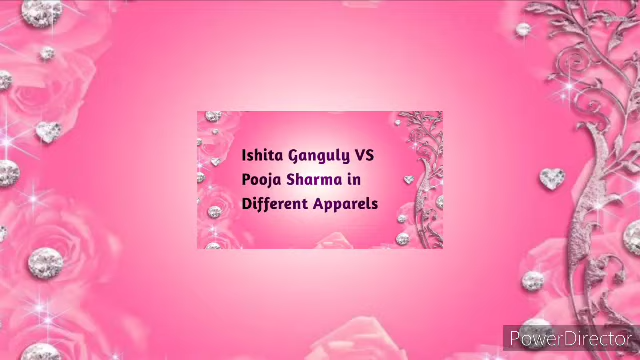 Ishita Ganguly VS
Pooja Sharma in
Different Apparels
PowerDirector